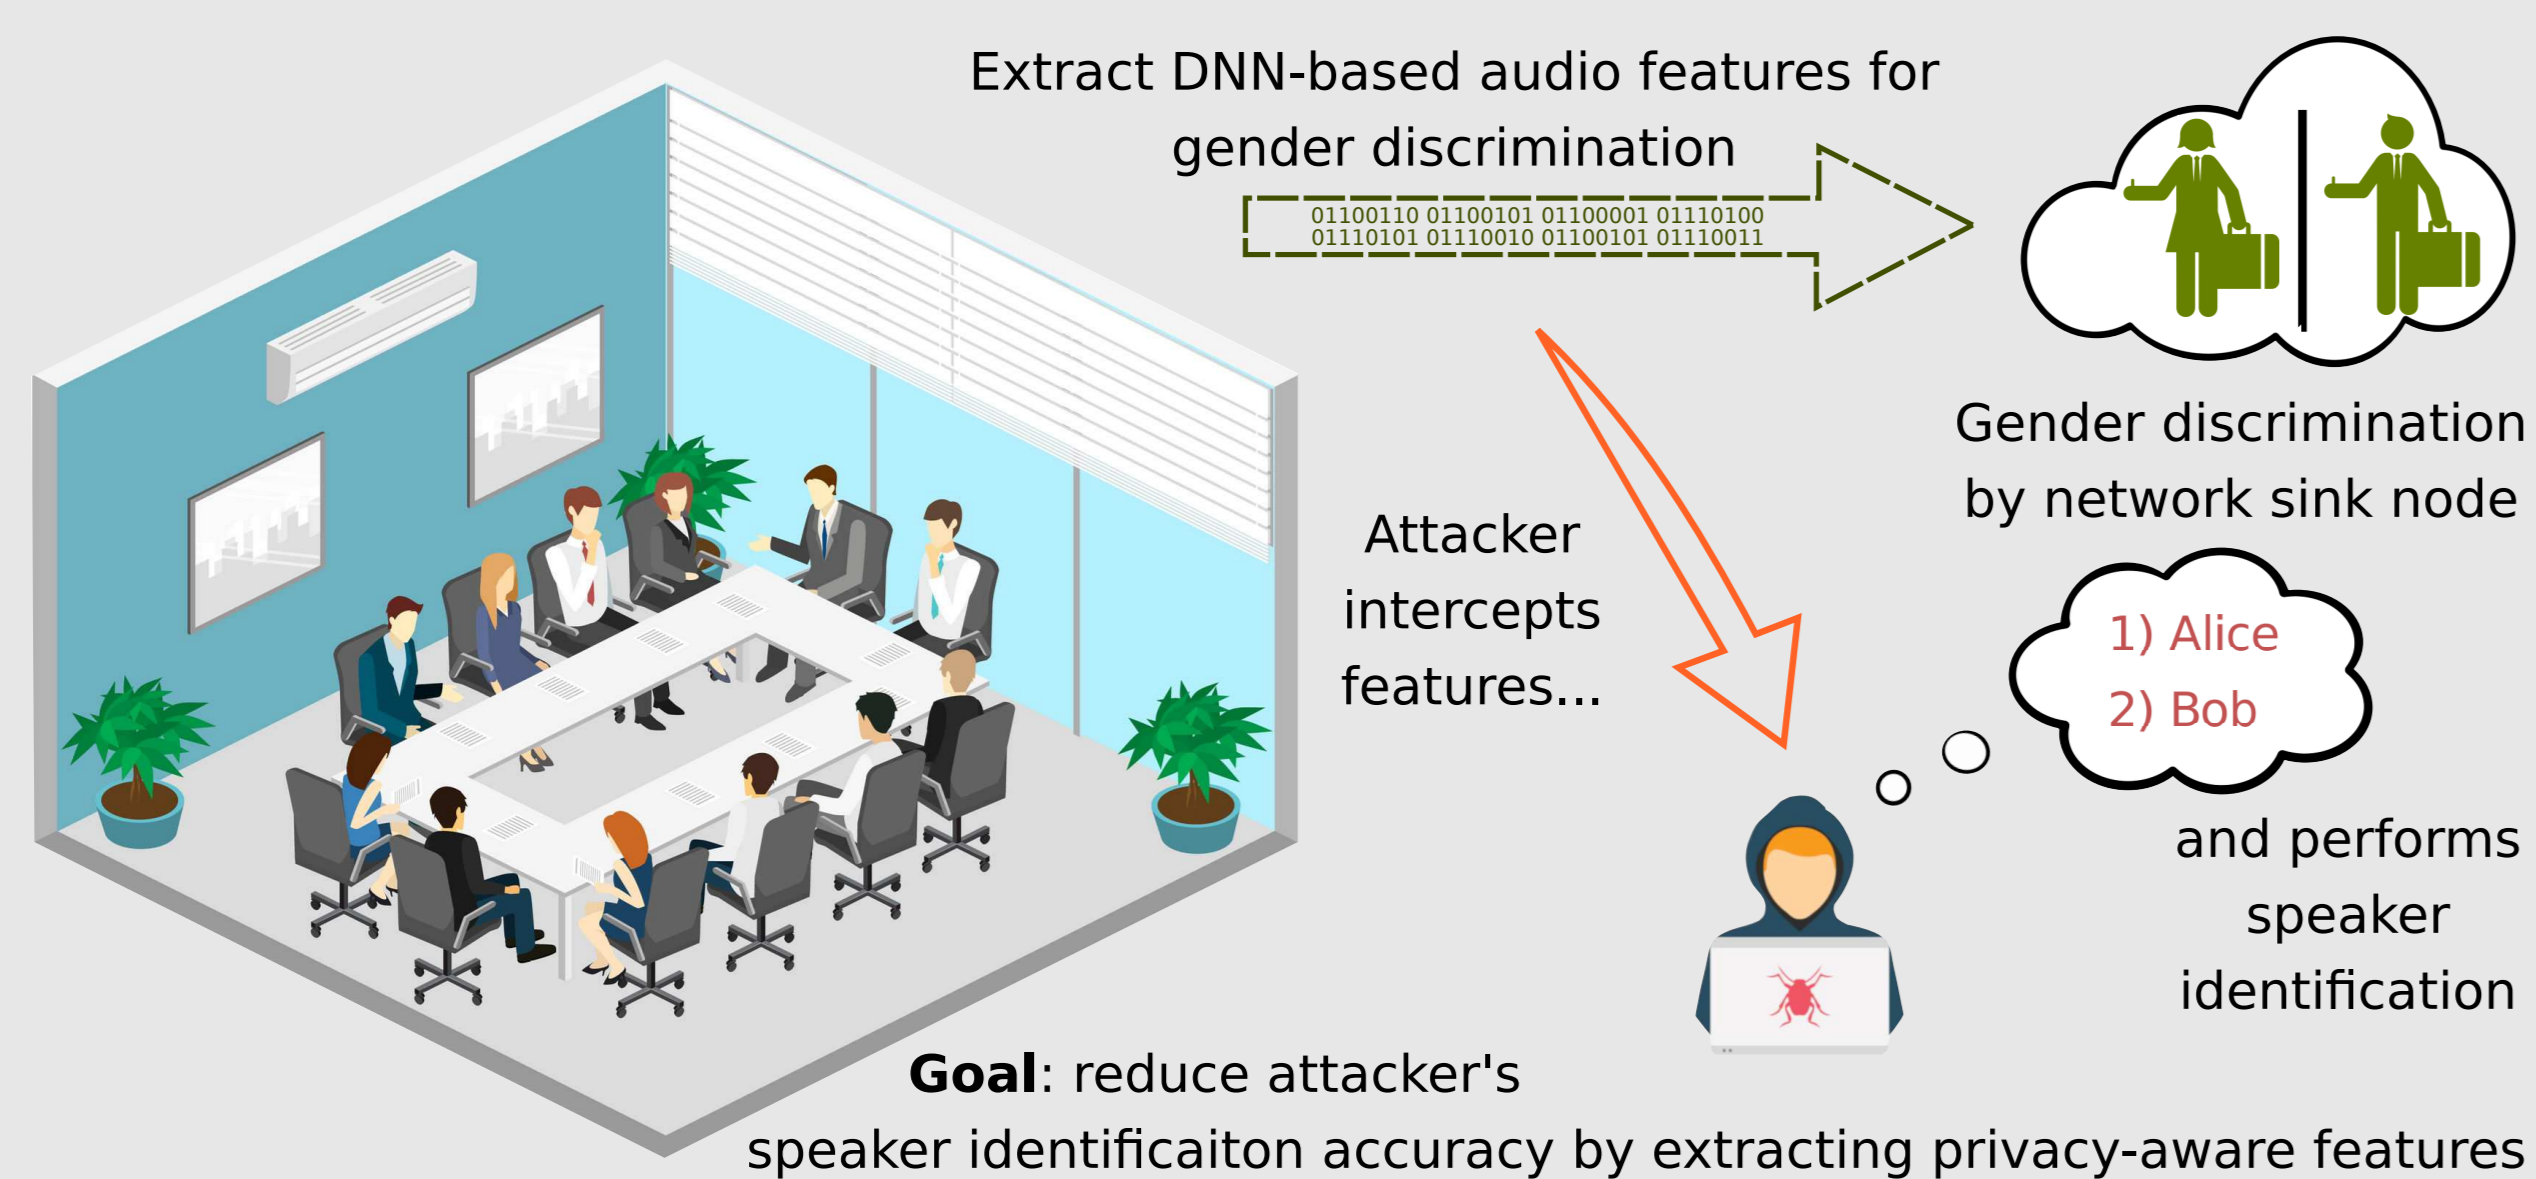 Extract DNN-based audio features for
gender discrimination
01100110 01100101 01100001 01110100
01110101 01110010 01100101 01110011
Gender discrimination
by network sink node
Attacker
intercepts
features...
1) Alice
2) Bob
and performs
speaker
identification
Goal: reduce attacker's
speaker identificaiton accuracy by extracting privacy-aware features